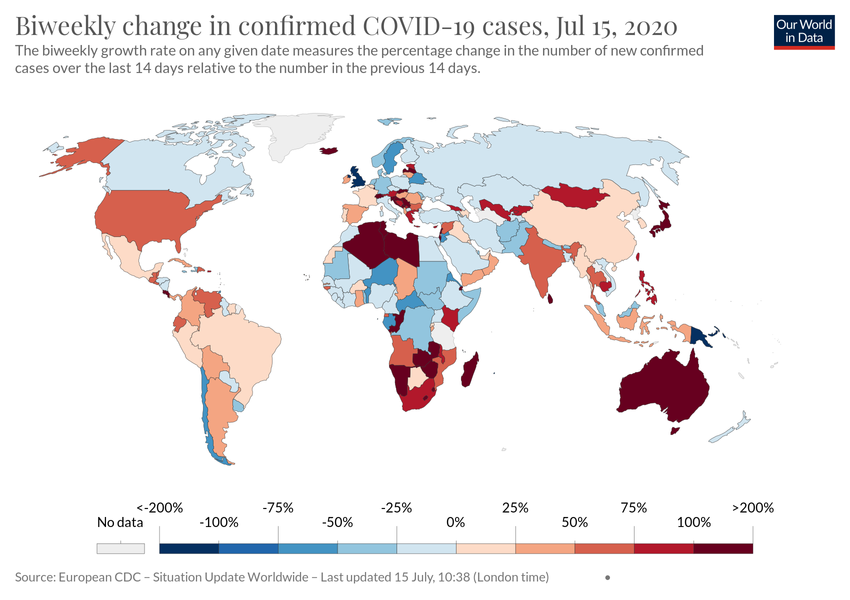 Biweekly change in confirmed COVID-19 cases, Jul 15, 2020
Our World
in Data
The biweekly growth rate on any given date measures the percentage change in the number of new confirmed
cases over the last 14 days relative to the number in the previous 14 days.
<-200% -75% -25% 25% 75% >200%
No data -100% -50% 0% 50% 100%
Source: European CDC – Situation Update Worldwide – Last updated 15 July, 10:38 (London time) •